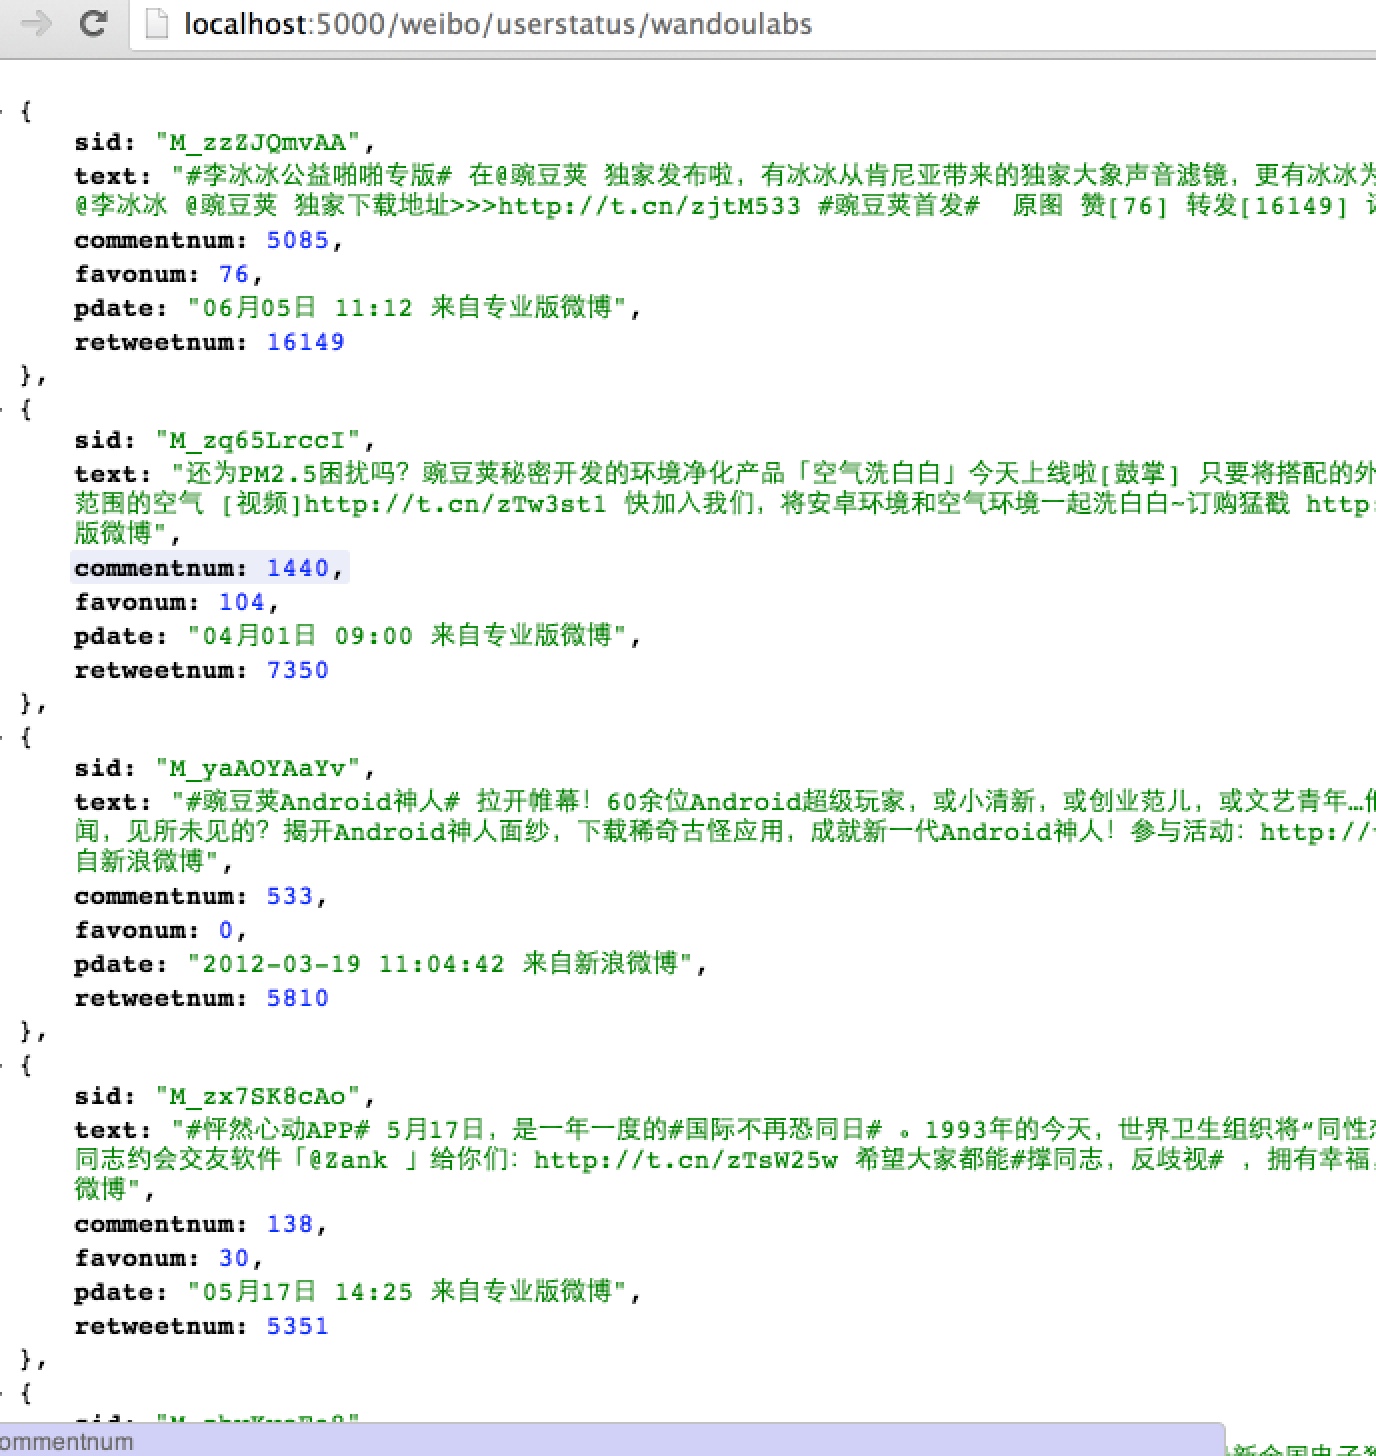 localhost:5000/weibo/userstatus/wandoulabs
- {
sid: "M_zzZJQmvAA",
text: "#李冰冰公益啪啪专版# 在@豌豆荚 独家发布啦，有冰冰从肯尼亚带来的独家大象声音滤镜，更有冰冰为
@李冰冰 @豌豆荚 独家下载地址>>>http://t.cn/zjtM533 #豌豆荚首发#  原图 赞[76] 转发[16149]
commentnum: 5085,
favonum: 76,
pdate: "06月05日 11:12 来自专业版微博",
retweetnum: 16149
},
- {
sid: "M_zq65LrccI",
text: "还为PM2.5困扰吗？豌豆荚秘密开发的环境净化产品「空气洗白白」今天上线啦[鼓掌] 只要将搭配的外
范围的空气 [视频]http://t.cn/zTw3st1 快加入我们，将安卓环境和空气环境一起洗白白~订购猛戳 http:
版微博",
commentnum: 1440,
favonum: 104,
pdate: "04月01日 09:00 来自专业版微博",
retweetnum: 7350
},
- {
sid: "M_yaAOYAaYv",
text: "#豌豆荚Android神人# 拉开帷幕！60余位Android超级玩家，或小清新，或创业范儿，或文艺青年…他
闻，见所未见的？揭开Android神人面纱，下载稀奇古怪应用，成就新一代Android神人！参与活动：http://
自新浪微博",
commentnum: 533,
favonum: 0,
pdate: "2012-03-19 11:04:42 来自新浪微博",
retweetnum: 5810
},
- {
sid: "M_zx7SK8cAo",
text: "#怦然心动APP# 5月17日，是一年一度的#国际不再恐同日# 。1993年的今天，世界卫生组织将“同性恋
同志约会交友软件「@Zank 」给你们：http://t.cn/zTsW25w 希望大家都能#撑同志，反歧视# ，拥有幸福，
微博",
commentnum: 138,
favonum: 30,
pdate: "05月17日 14:25 来自专业版微博",
retweetnum: 5351
},
- {
ommentnum